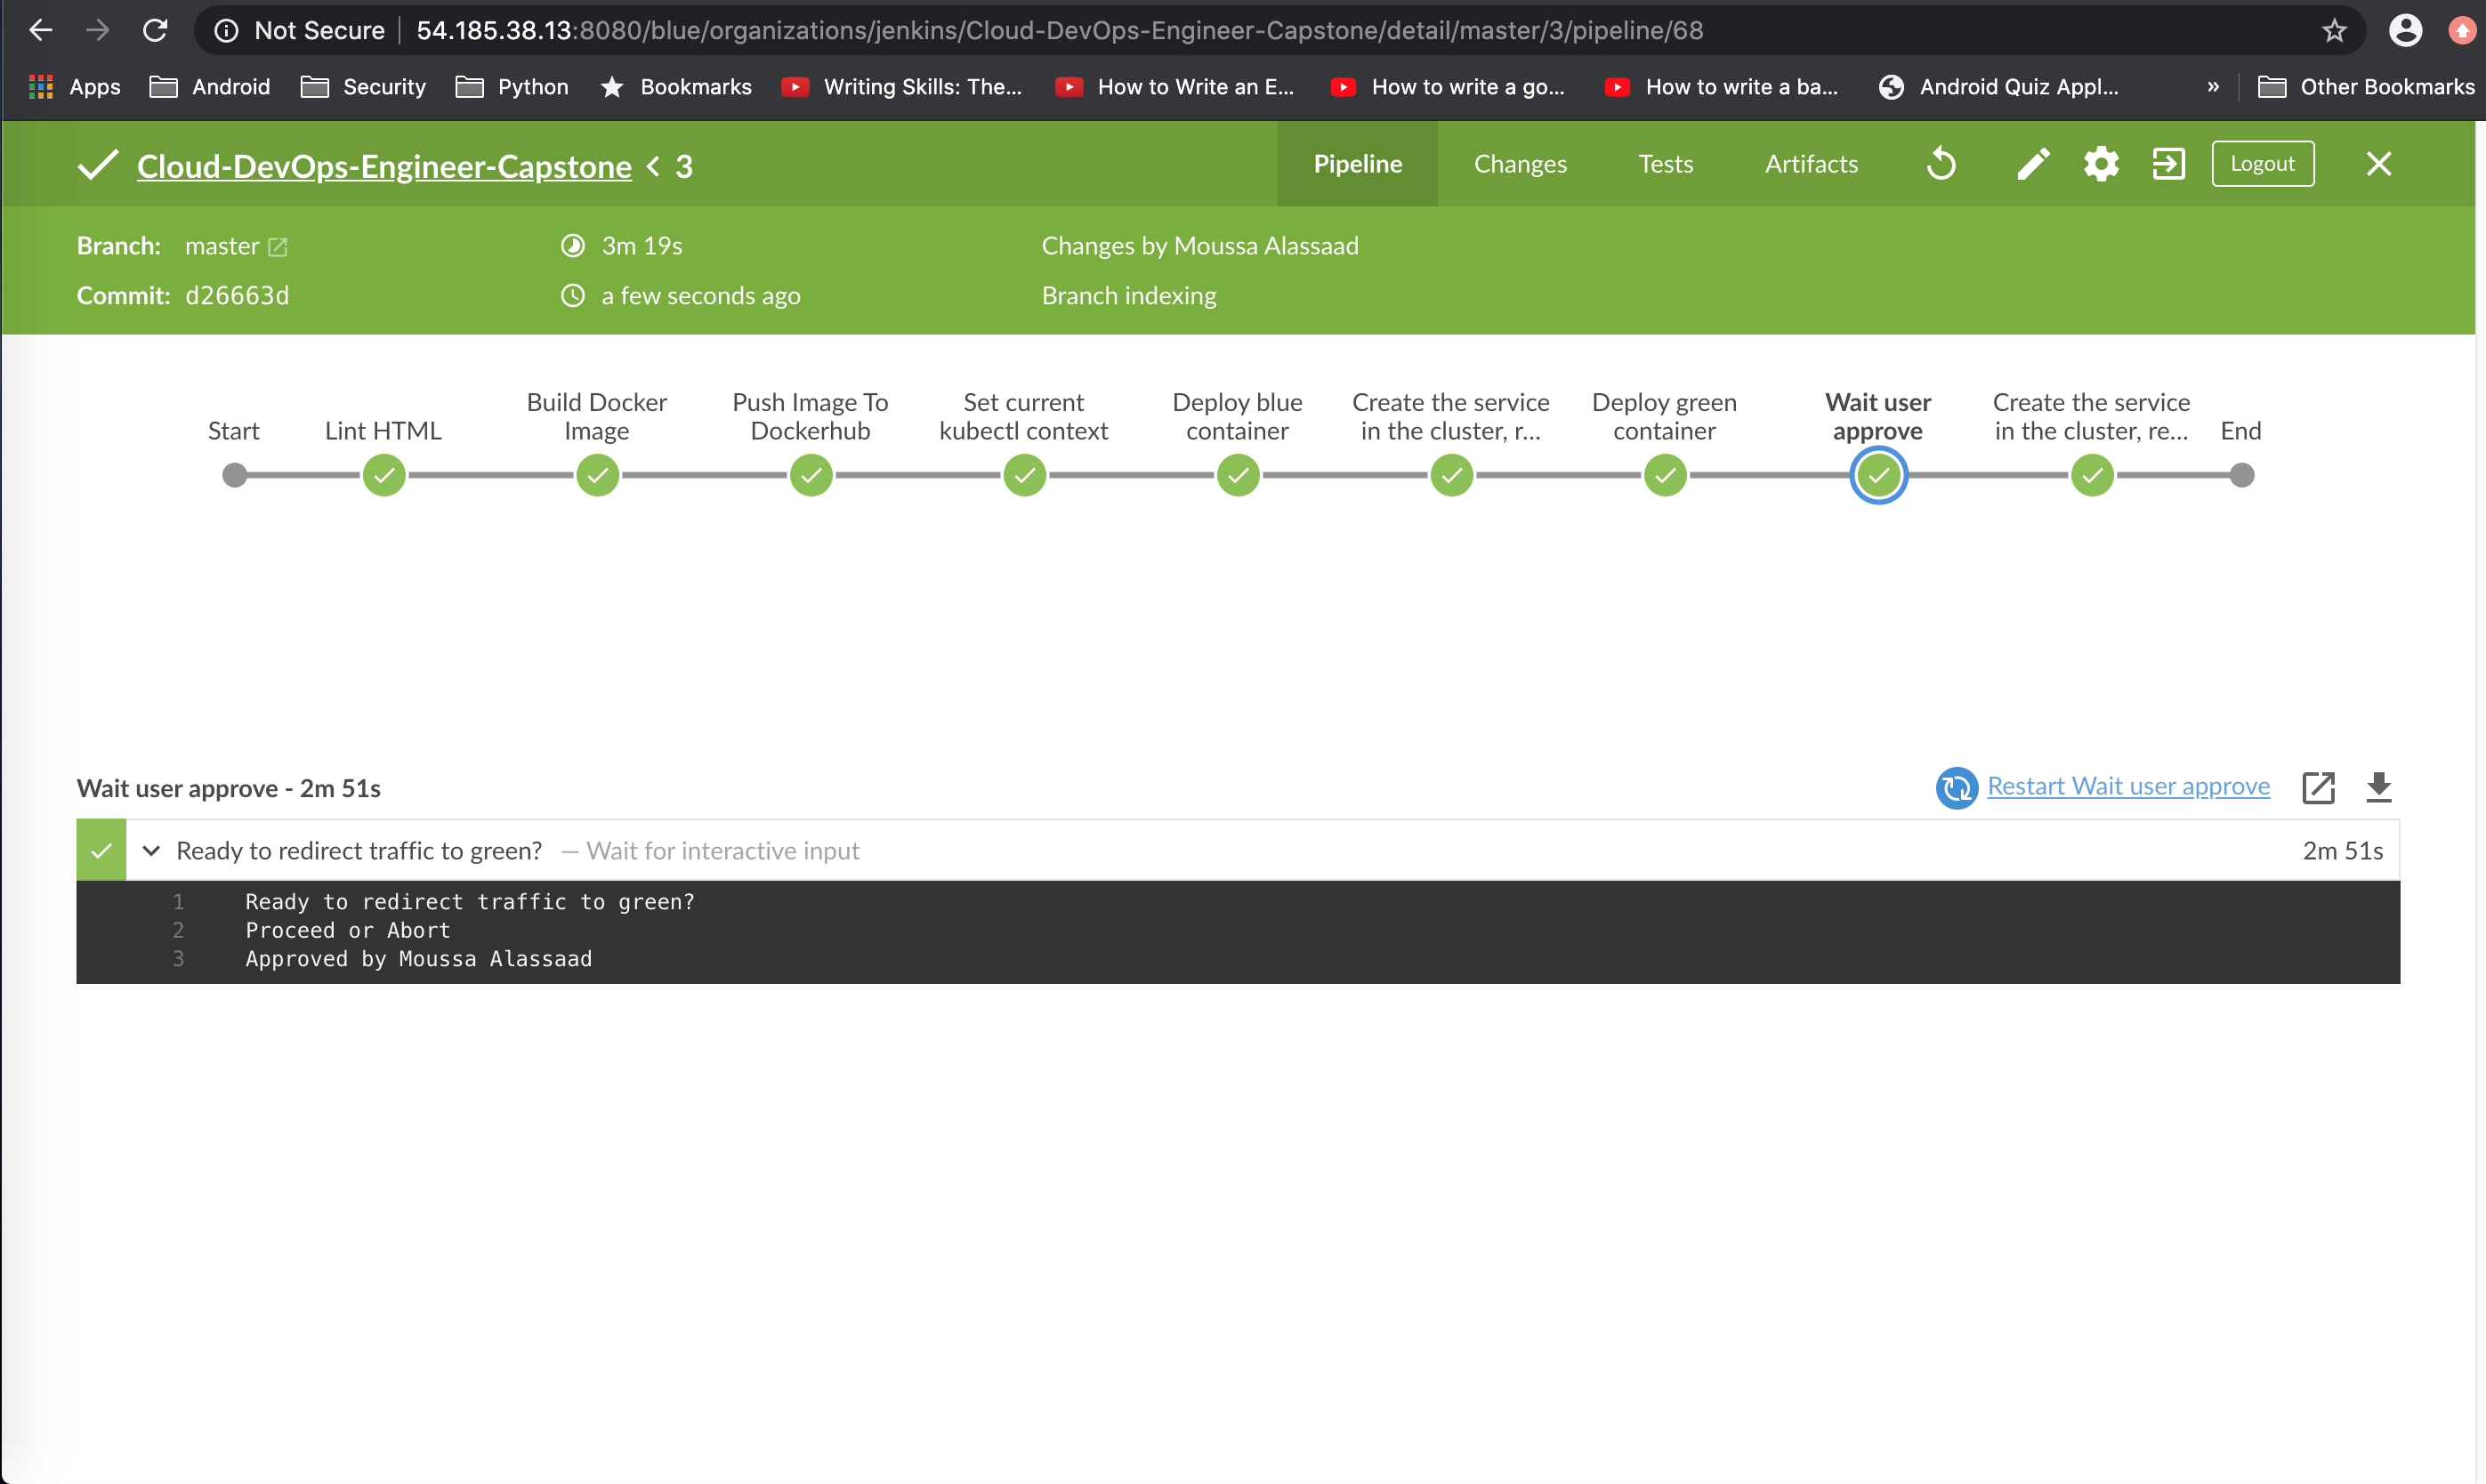 Not Secure 54.185.38.13:8080/blue/organizations/jenkins/Cloud-DevOps-Engineer-Capstone/detail/master/3/pipeline/68
Apps Android Security Python Bookmarks Writing Skills: The... How to Write an E... How to write a go... How to write a ba... Android Quiz Appl... » Other Bookmarks
Cloud-DevOps-Engineer-Capstone < 3 Pipeline Changes Tests Artifacts Logout
Branch: master 3m 19s Changes by Moussa Alassaad
Commit: d26663d a few seconds ago Branch indexing
Start
Lint HTML
Build Docker
Image
Push Image To
Dockerhub
Set current
kubectl context
Deploy blue
container
Create the service
in the cluster, r...
Deploy green
container
Wait user
approve
Create the service
in the cluster, re...
End
Wait user approve - 2m 51s Restart Wait user approve
Ready to redirect traffic to green? — Wait for interactive input 2m 51s
1 Ready to redirect traffic to green?
2 Proceed or Abort
3 Approved by Moussa Alassaad